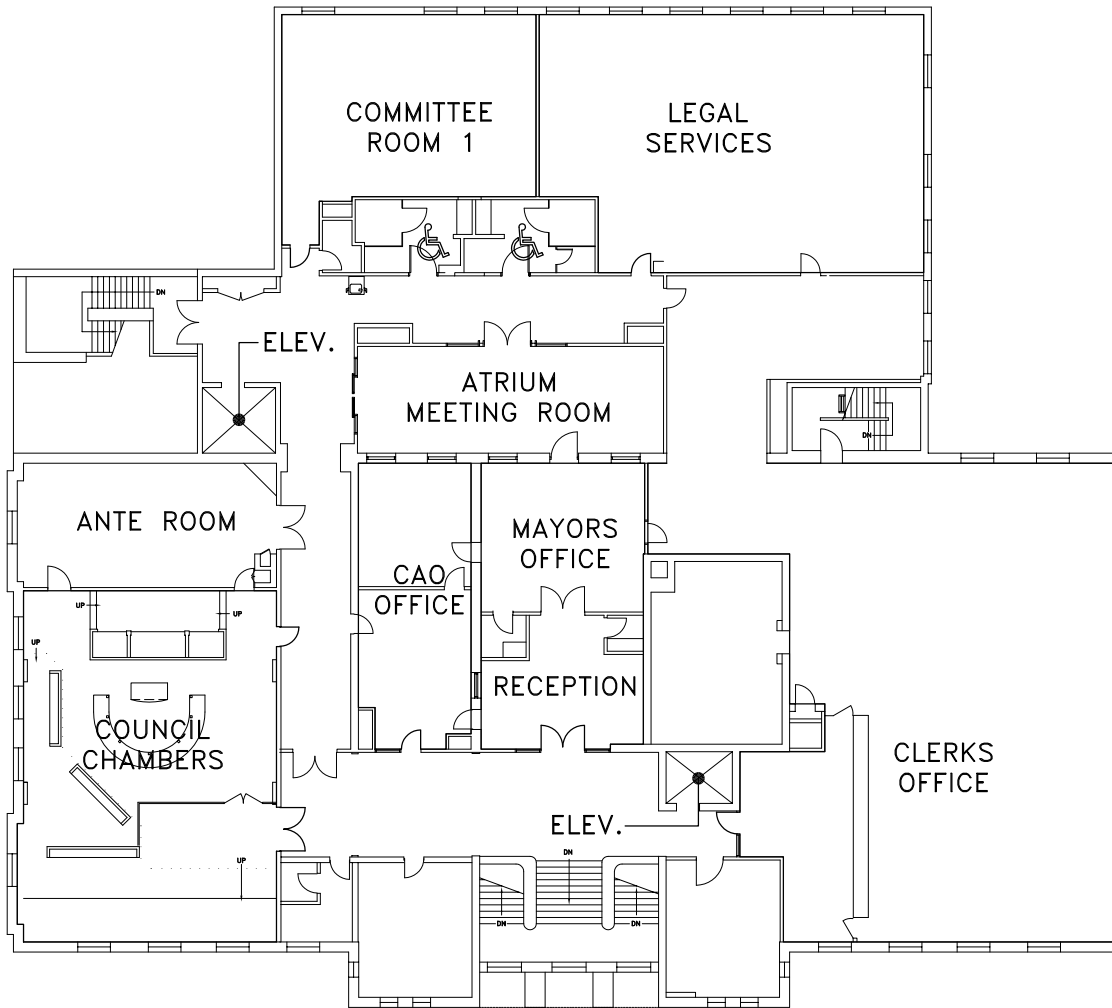 COMMITTEE
ROOM 1
LEGAL
SERVICES
DN
ELEV.
ATRIUM
MEETING ROOM
DN
ANTE ROOM
MAYORS
OFFICE
CAO
OFFICE
UP
UP
UP
RECEPTION
COUNCIL
CHAMBERS
CLERKS
OFFICE
ELEV.
DN
UP
DN
DN